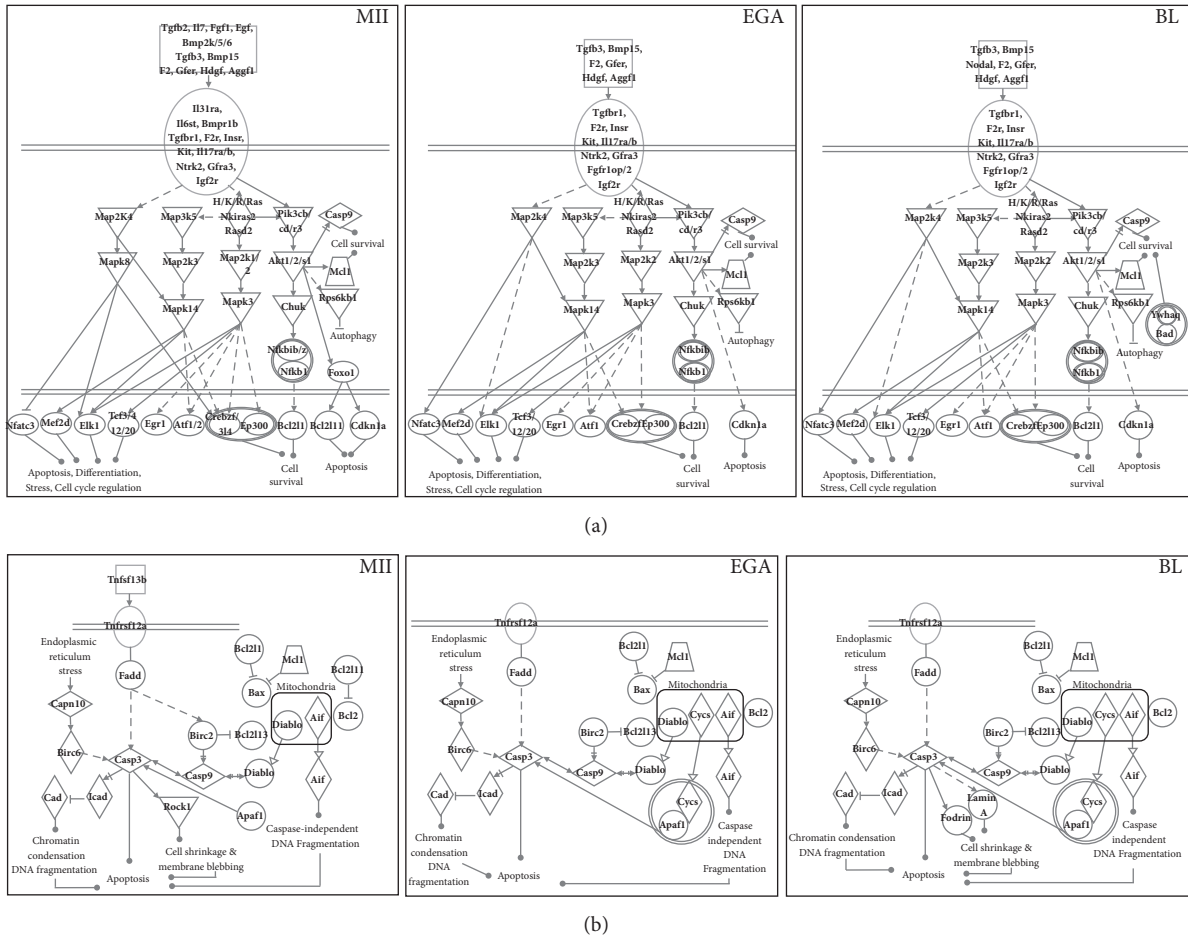 MII
Tgfb2, Il7, Fgf1, Egf,
Bmp2k/5/6
Tgfb3, Bmp15
F2, Gfer, Hdgf, Aggf1
Il31ra,
Il6st, Bmpr1b
Tgfbr1, F2r, Insr,
Kit, Il17ra/b,
Ntrk2, Gfra3,
Igf2r
Map2K4
Map3k5
H/K/R/Ras
Nkiras2
Rasd2
Pik3cb/
cd/r3
Casp9
Cell survival
Mapk8
Map2k3
Map2k1/
2
Akt1/2/s1
Mcl1
Mapk14
Mapk3
Chuk
Rps6kb1
Autophagy
Nfkbib/z
Nfkb1
Foxo1
Nfatc3
Mef2d
Elk1
Tcf3/4
12/20
Egr1
Atf1/2
Crebzf/
3l4
Ep300
Bcl2l1
Bcl2l11
Cdkn1a
Apoptosis, Differentiation,
Stress, Cell cycle regulation
Cell
survival
Apoptosis
EGA
Tgfb3, Bmp15,
F2, Gfer,
Hdgf, Aggf1
Tgfbr1,
F2r, Insr
Kit, Il17ra/b
Ntrk2, Gfra3
Fgfr1op/2
Igf2r
Map2k4
Map3k5
H/K/R/Ras
Nkiras2
Rasd2
Pik3cb/
cd/r3
Casp9
Cell survival
Map2k3
Map2k2
Akt1/2/s1
Mcl1
Mapk14
Mapk3
Chuk
Rps6kb1
Autophagy
Nfkbib
Nfkb1
Nfatc3
Mef2d
Elk1
Tcf3/
12/20
Egr1
Atf1
Crebzf
Ep300
Bcl2l1
Cdkn1a
Apoptosis, Differentiation,
Stress, Cell cycle regulation
Cell
survival
Apoptosis
BL
Tgfb3, Bmp15
Nodal, F2, Gfer,
Hdgf, Aggf1
Tgfbr1,
F2r, Insr
Kit, Il17ra/b
Ntrk2, Gfra3
Fgfr1op/2
Igf2r
Map2k4
Map3k5
H/K/R/Ras
Nkiras2
Rasd2
Pik3cb/
cd/r3
Casp9
Cell survival
Map2k3
Map2k2
Akt1/2/s1
Mcl1
Mapk14
Mapk3
Chuk
Rps6kb1
Ywhaq
Bad
Autophagy
Nfkbib
Nfkb1
Nfatc3
Mef2d
Elk1
Tcf3/
12/20
Egr1
Atf1
Crebzf
Ep300
Bcl2l1
Cdkn1a
Apoptosis, Differentiation,
Stress, Cell cycle regulation
Cell
survival
Apoptosis
(a)
MII
Tnfsf13b
Tnfrsf12a
Endoplasmic
reticulum
stress
Fadd
Bcl2l1
Mcl1
Bcl2l11
Bax
Mitochondria
Capn10
Diablo
Aif
Bcl2
Birc2
Bcl2l13
Birc6
Casp3
Casp9
Diablo
Aif
Cad
Icad
Rock1
Apaf1
Chromatin
condensation
DNA fragmentation
Cell shrinkage &
membrane blebbing
Caspase-independent
DNA Fragmentation
Apoptosis
EGA
Tnfrsf12a
Endoplasmic
reticulum
stress
Fadd
Bcl2l1
Mcl1
Bax
Mitochondria
Capn10
Diablo
Cycs
Aif
Bcl2
Birc2
Bcl2l13
Birc6
Casp3
Casp9
Diablo
Aif
Cad
Icad
Cycs
Apaf1
Chromatin
condensation
DNA
fragmentation
Caspase
independent
DNA
Fragmentation
Apoptosis
BL
Tnfrsf12a
Endoplasmic
reticulum
stress
Fadd
Bcl2l1
Mcl1
Bax
Mitochondria
Capn10
Diablo
Cycs
Aif
Bcl2
Birc2
Bcl2l13
Birc6
Casp3
Casp9
Diablo
Aif
Cad
Icad
Lamin
A
Fodrin
Cycs
Apaf1
Chromatin
condensation
DNA fragmentation
Cell shrinkage &
membrane blebbing
Caspase
independent
DNA Fragmentation
Apoptosis
(b)